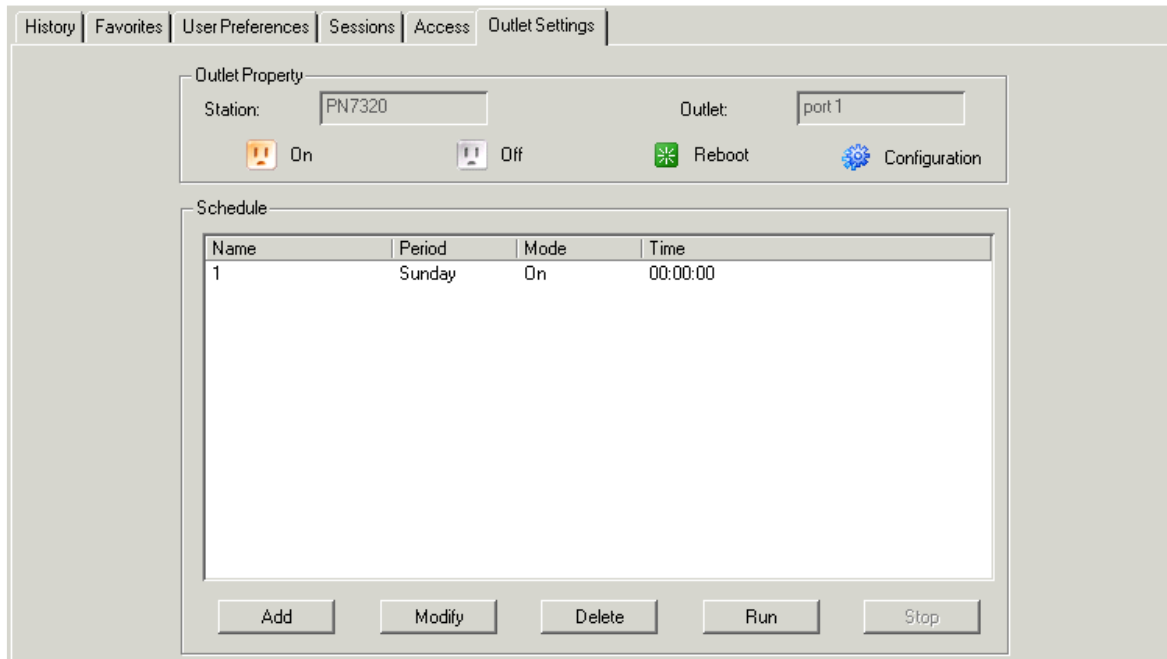 History Favorites User Preferences Sessions Access Outlet Settings
Outlet Property
Station: PN7320 Outlet: port 1
On Off Reboot Configuration
Schedule
Name Period Mode Time
1 Sunday On 00:00:00
Add Modify Delete Run Stop